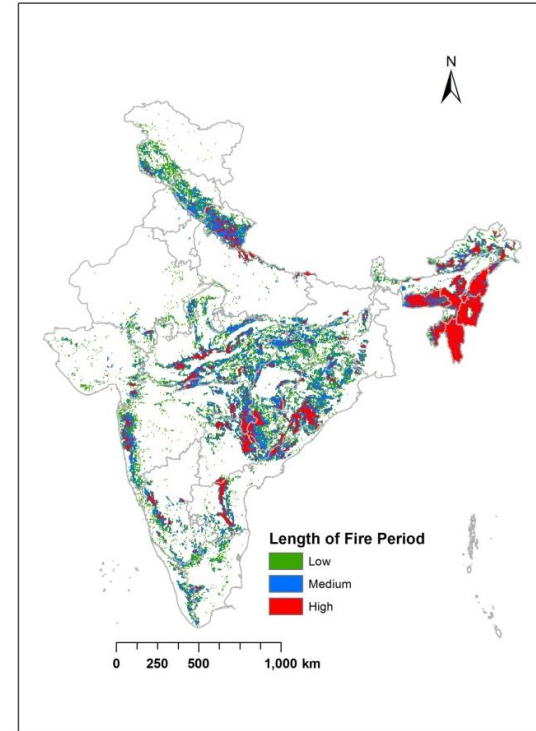 N
Length of Fire Period
Low
Medium
High
0 250 500 1,000 km